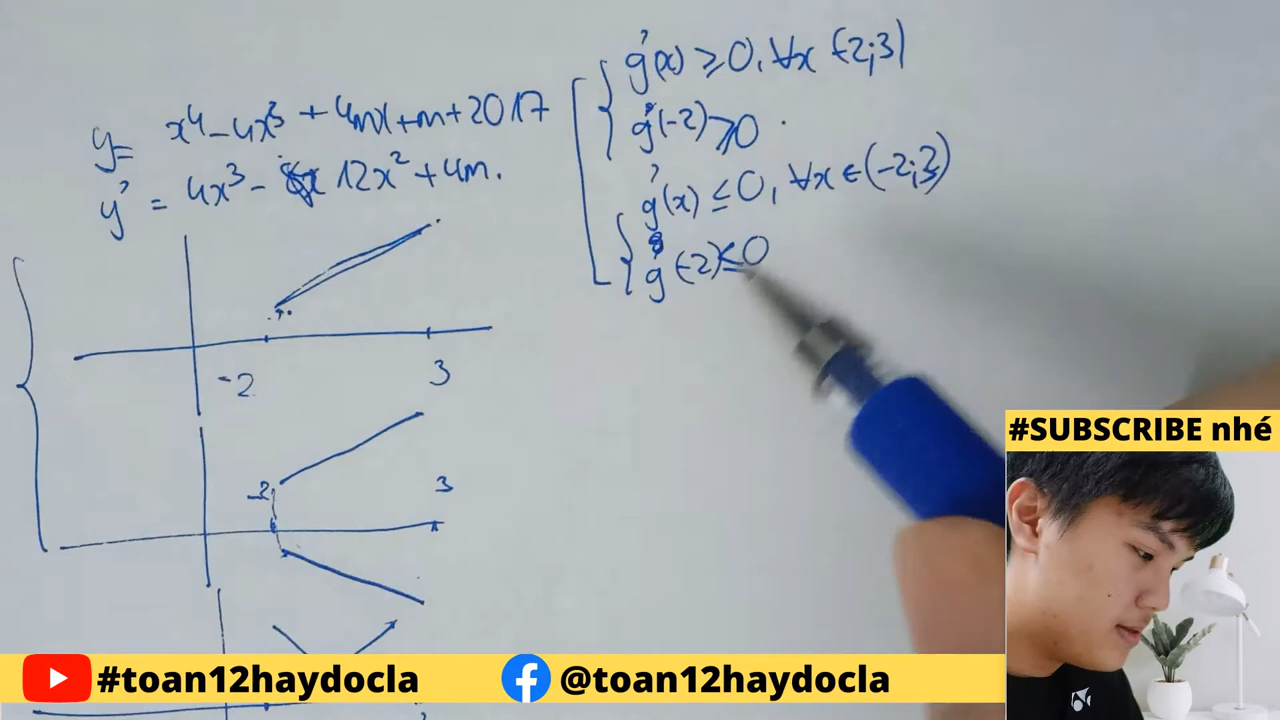 y = x⁴ - 4x³ + 4mx + m + 2017
y' = 4x³ - 12x² + 4m.
g'(x) ≥ 0, ∀x (-2;3)
g(-2) ≥ 0
g'(x) ≤ 0, ∀x ∈ (-2;3)
g(-2) ≤ 0
-2 3
-2 3
#SUBSCRIBE nhé
#toan12haydocla
@toan12haydocla